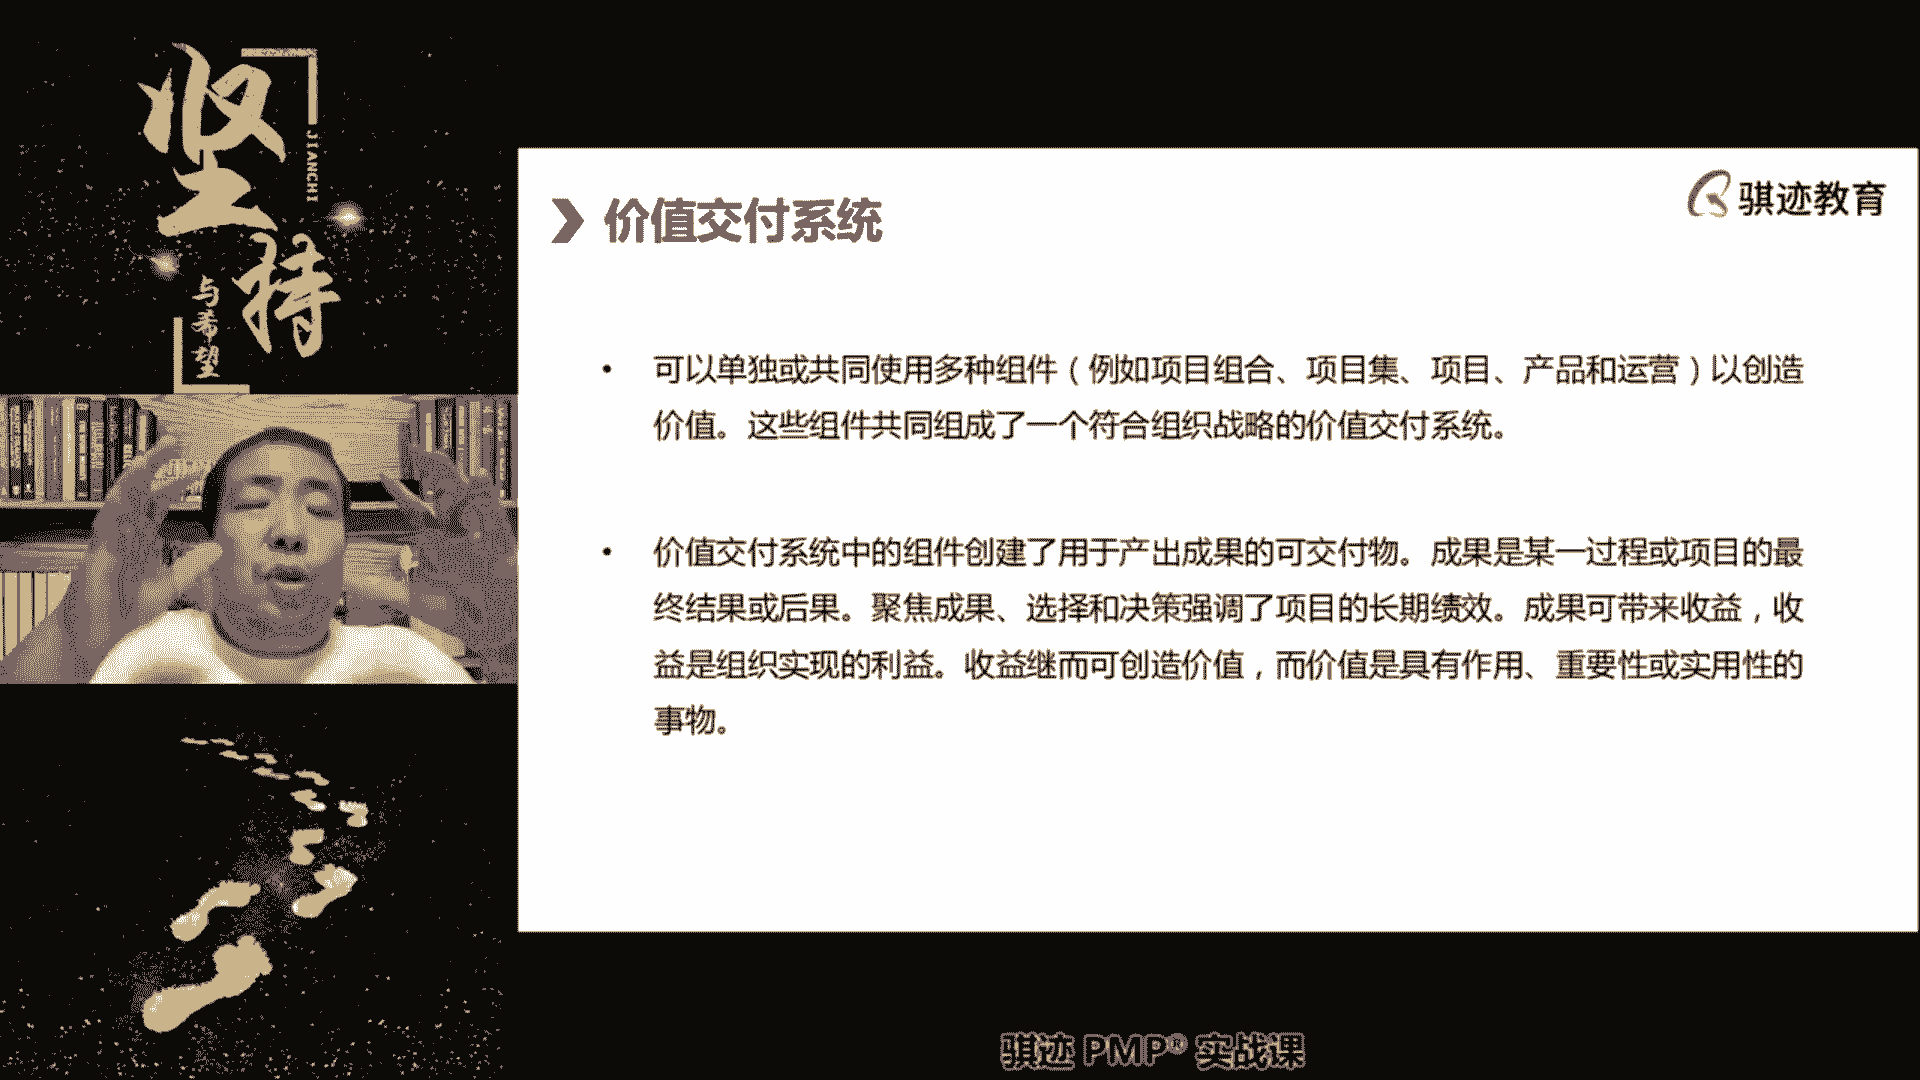 坚持
JIANCHI
与希望
骐迹教育
价值交付系统
• 可以单独或共同使用多种组件（例如项目组合、项目集、项目、产品和运营）以创造
价值。这些组件共同组成了一个符合组织战略的价值交付系统。
• 价值交付系统中的组件创建了用于产出成果的可交付物。成果是某一过程或项目的最
终结果或后果。聚焦成果、选择和决策强调了项目的长期绩效。成果可带来收益，收
益是组织实现的利益。收益继而可创造价值，而价值是具有作用、重要性或实用性的
事物。
骐迹 PMP® 实战课